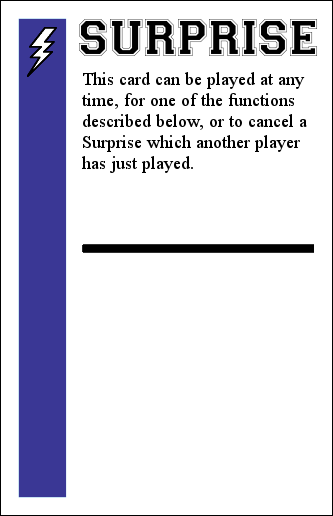 SURPRISE
This card can be played at any
time, for one of the functions
described below, or to cancel a
Surprise which another player
has just played.